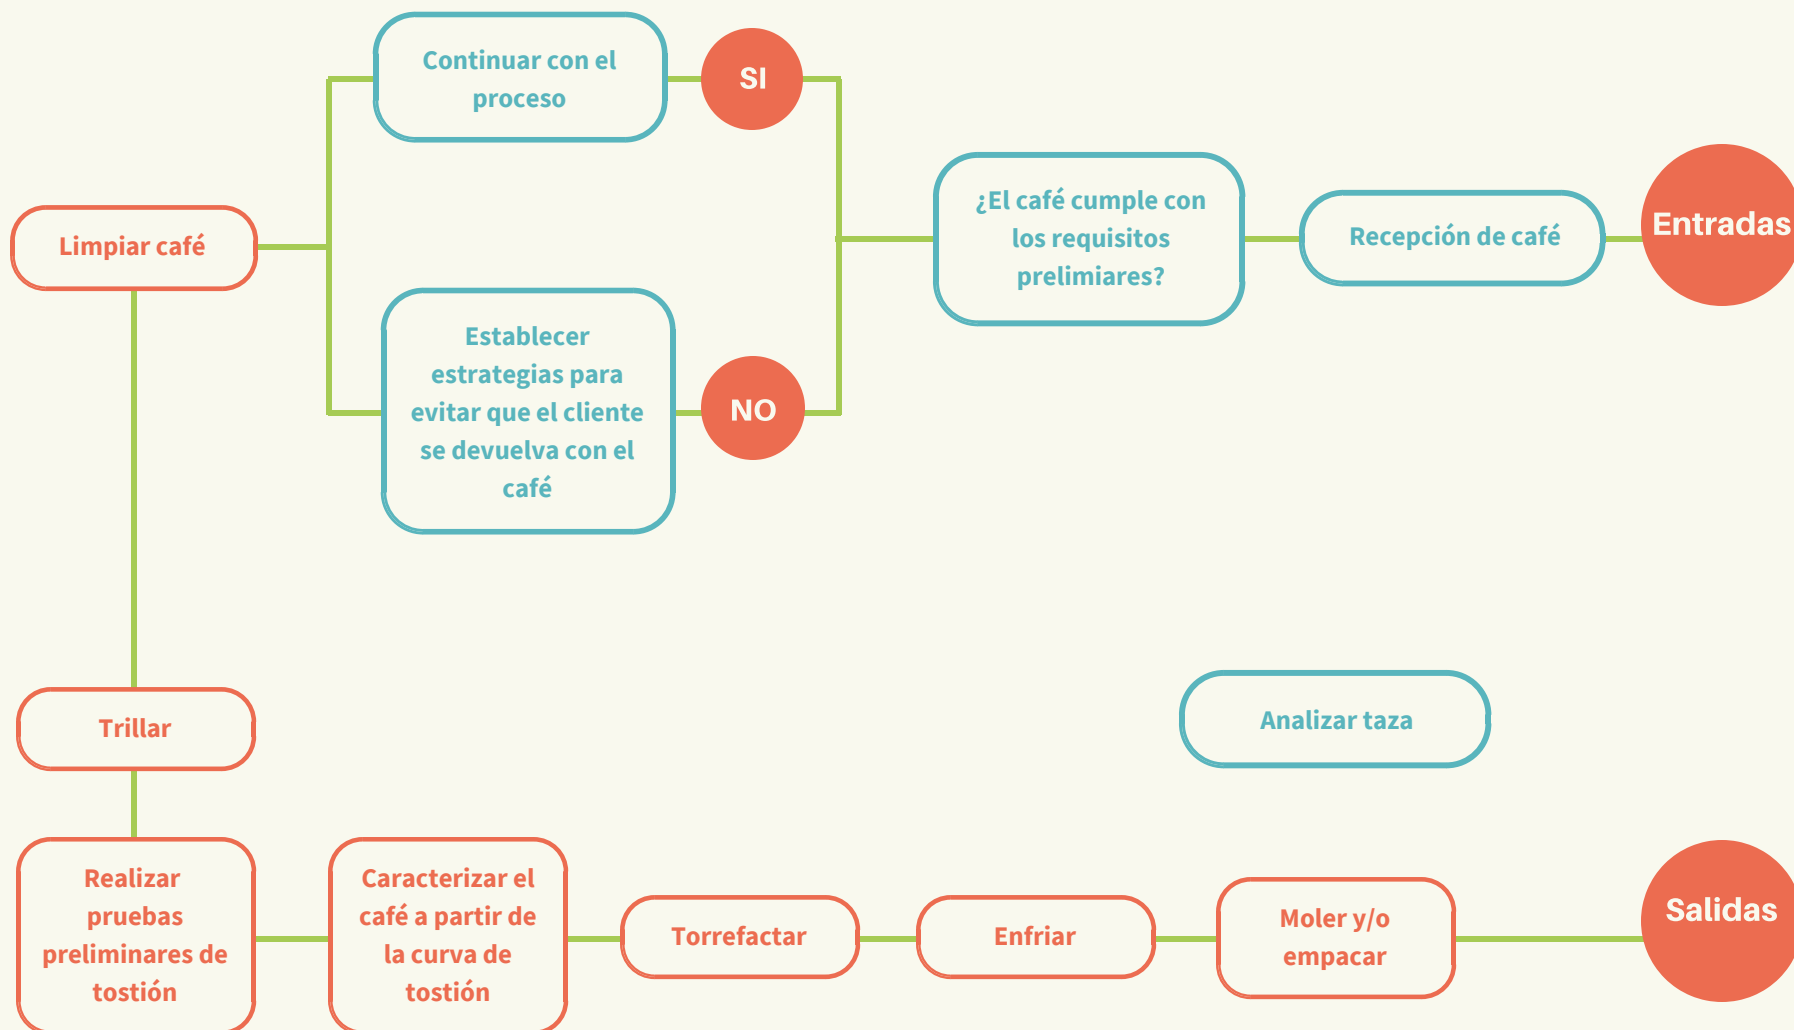 Continuar con el
proceso
SI
¿El café cumple con
los requisitos
prelimiares?
Recepción de café
Entradas
Limpiar café
Establecer
estrategias para
evitar que el cliente
se devuelva con el
café
NO
Trillar
Analizar taza
Realizar
pruebas
preliminares de
tostión
Caracterizar el
café a partir de
la curva de
tostión
Torrefactar
Enfriar
Moler y/o
empacar
Salidas